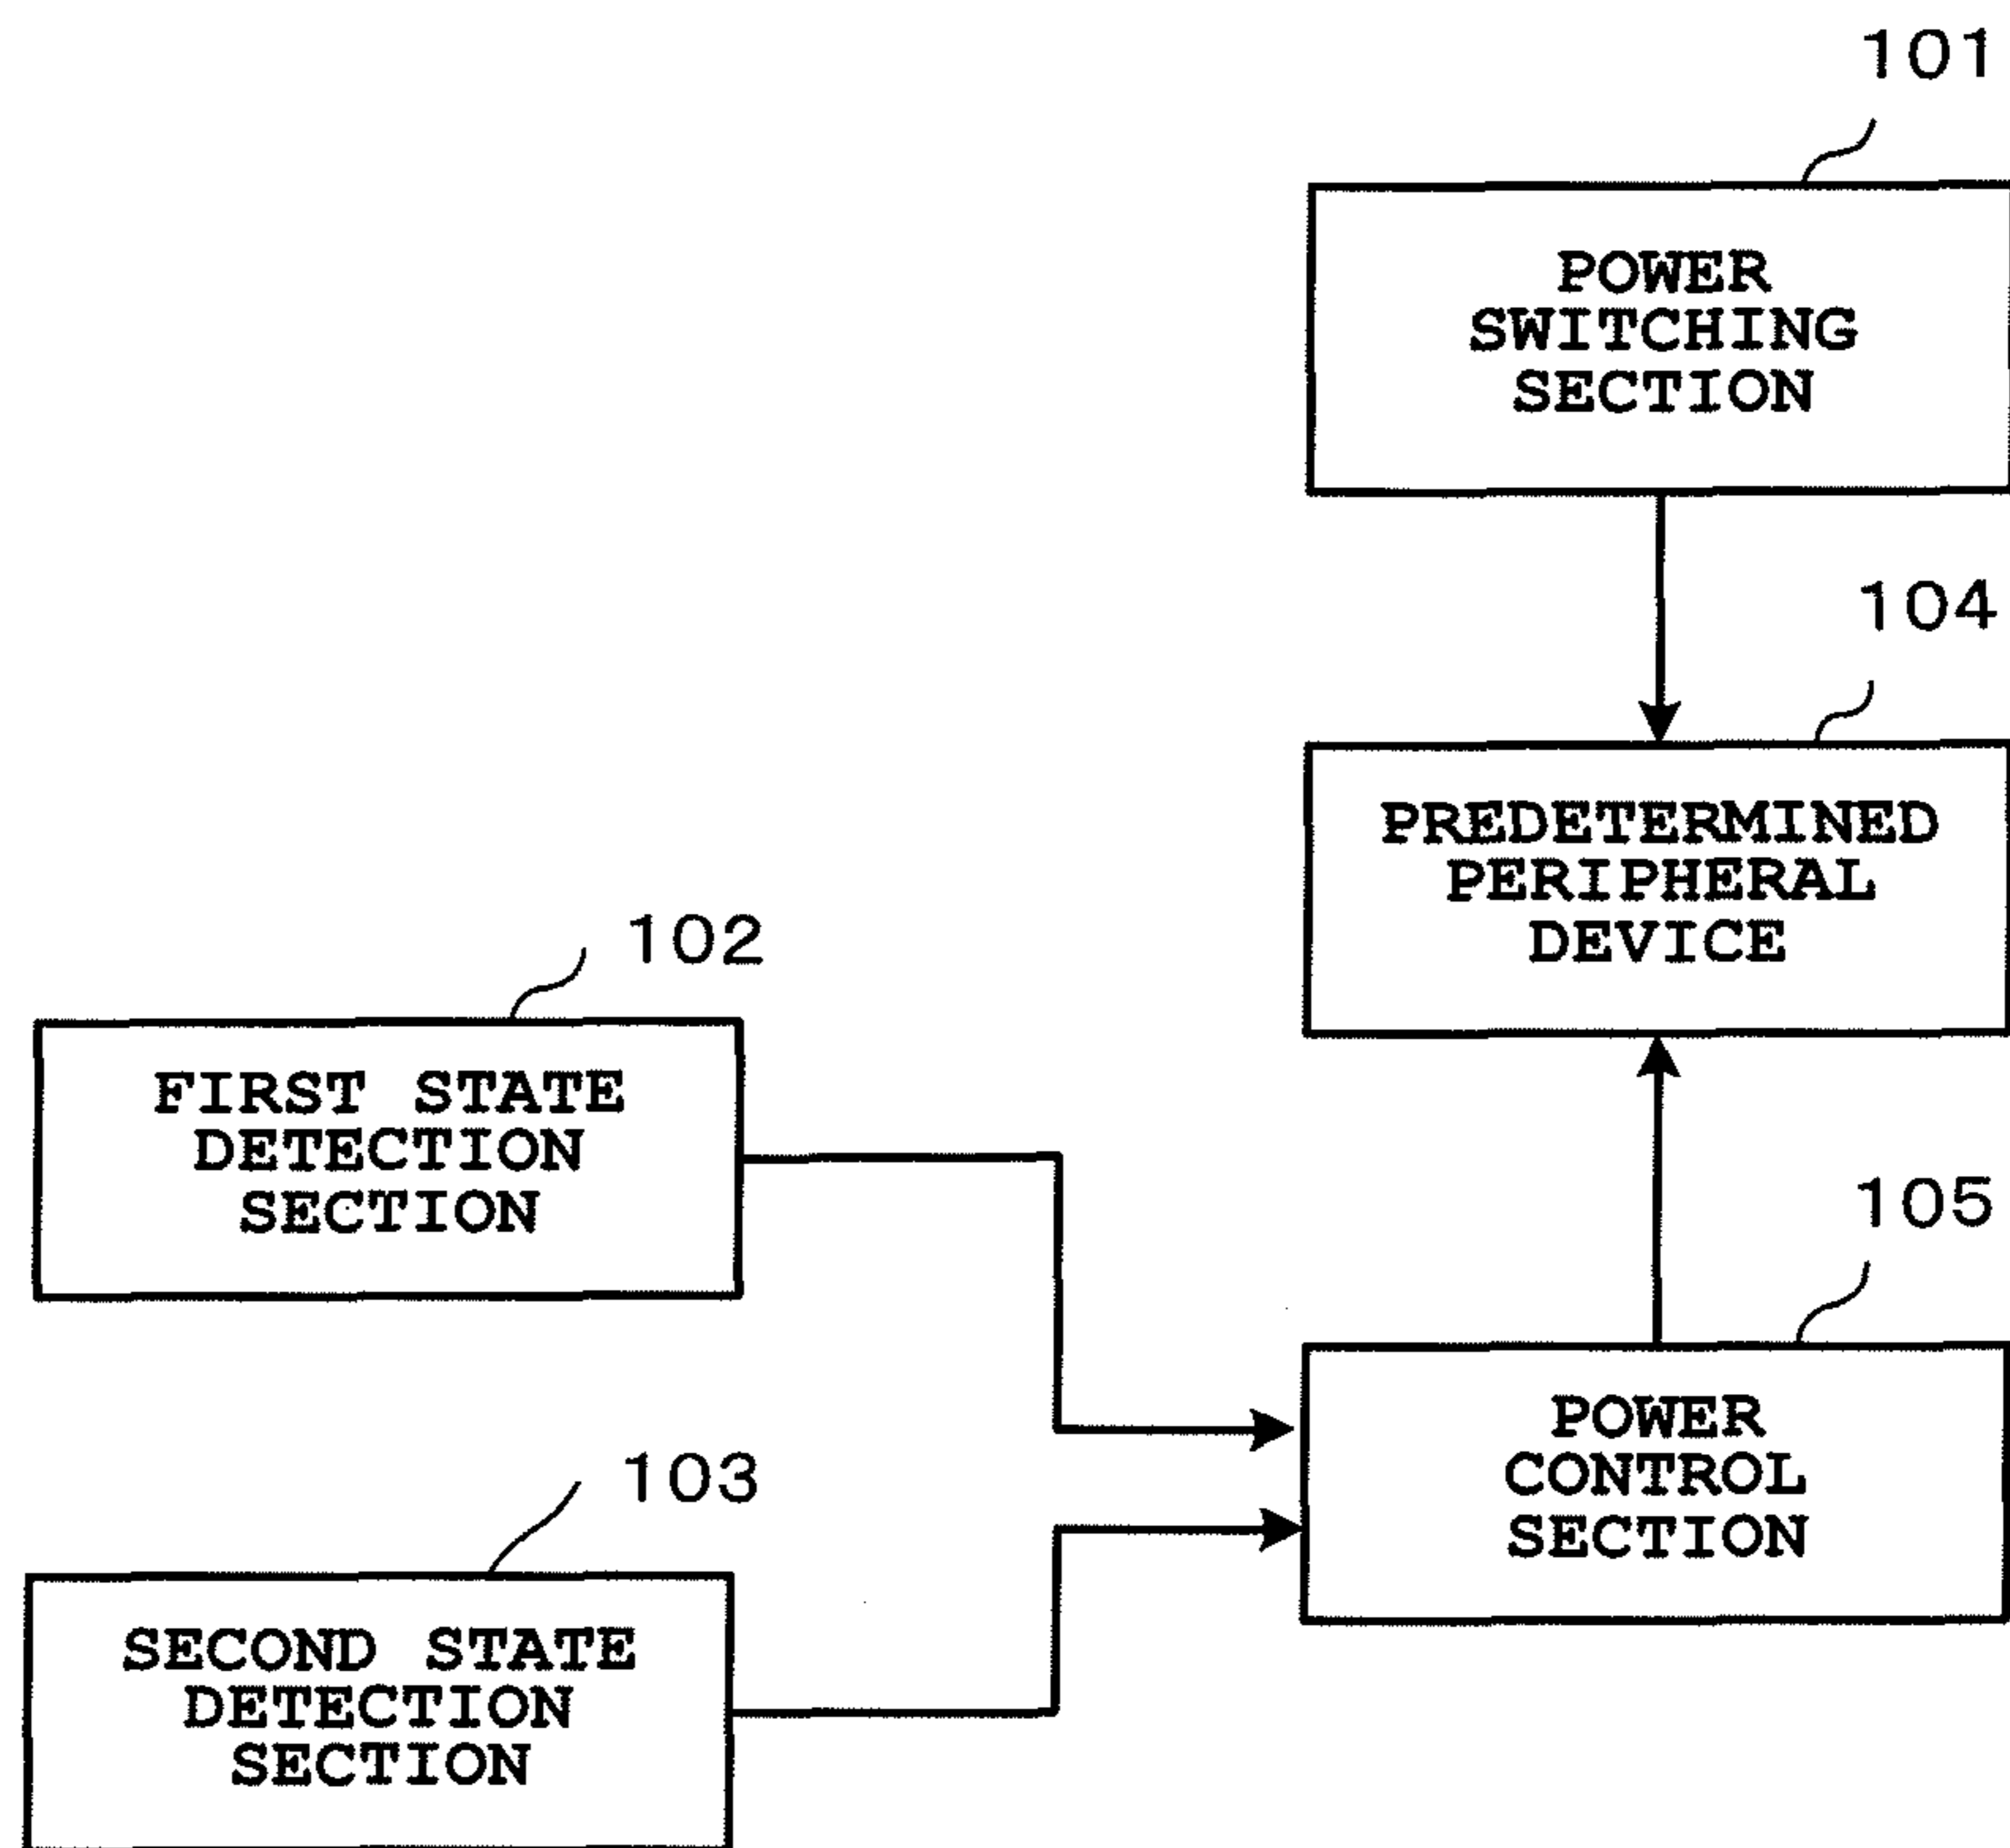 101
POWER
SWITCHING
SECTION
104
PREDETERMINED
PERIPHERAL
DEVICE
102
FIRST STATE
DETECTION
SECTION
105
POWER
CONTROL
SECTION
103
SECOND STATE
DETECTION
SECTION